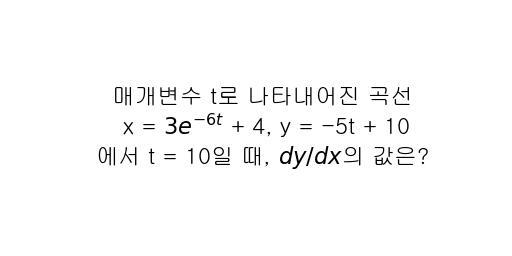 매개변수 t로 나타내어진 곡선
x = 3e⁻⁶ᵗ + 4, y = −5t + 10
에서 t = 10일 때, dy/dx의 값은?